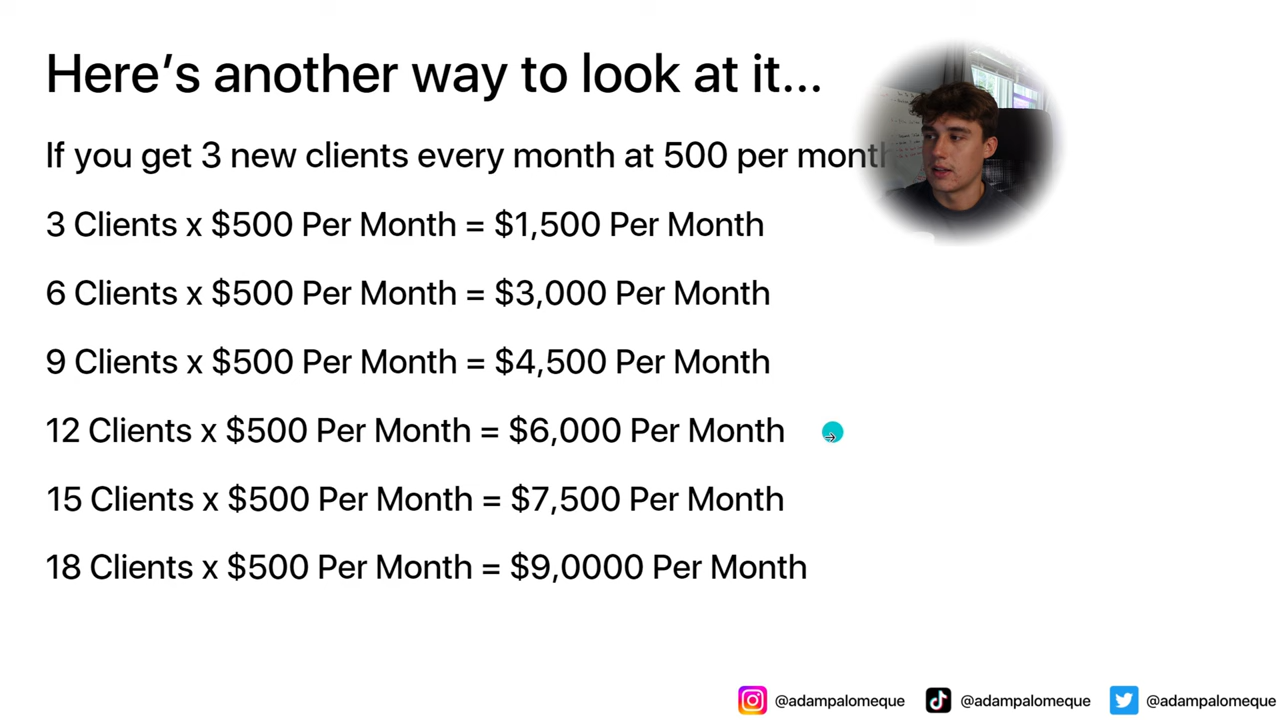 Here's another way to look at it...
If you get 3 new clients every month at 500 per month
3 Clients x $500 Per Month = $1,500 Per Month
6 Clients x $500 Per Month = $3,000 Per Month
9 Clients x $500 Per Month = $4,500 Per Month
12 Clients x $500 Per Month = $6,000 Per Month
15 Clients x $500 Per Month = $7,500 Per Month
18 Clients x $500 Per Month = $9,0000 Per Month
@adampalomeque @adampalomeque @adampalomeque